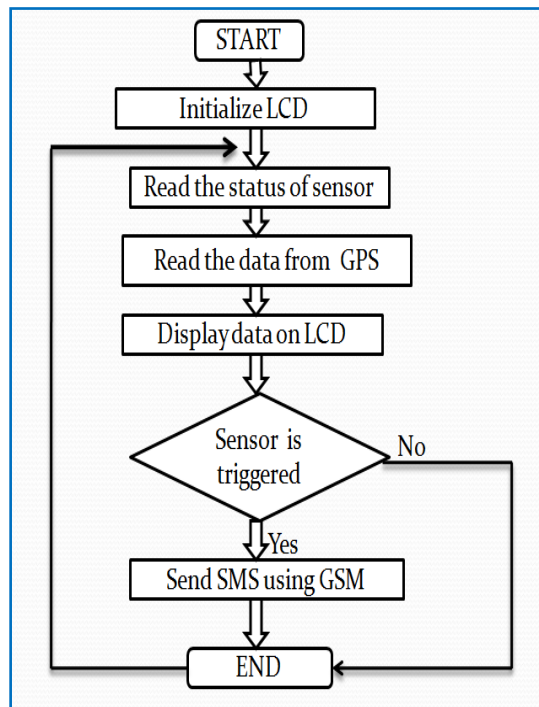 START
Initialize LCD
Read the status of sensor
Read the data from GPS
Display data on LCD
Sensor is
triggered
No
Yes
Send SMS using GSM
END